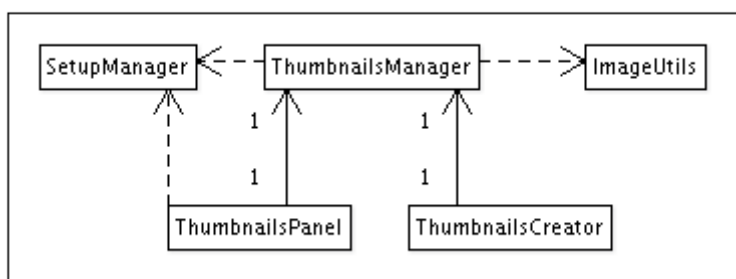 SetupManager ThumbnailsManager ImageUtils
1 1
1 1
ThumbnailsPanel ThumbnailsCreator